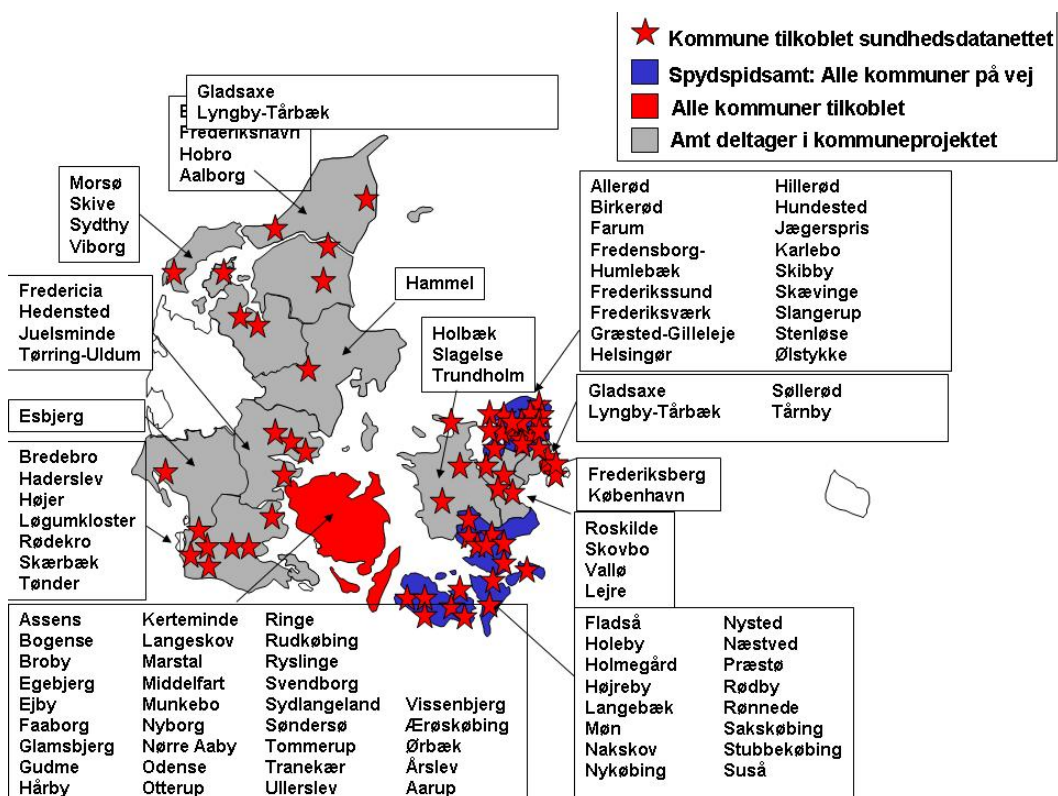 Kommune tilkoblet sundhedsdatanettet
Spydspidsamt: Alle kommuner på vej
Alle kommuner tilkoblet
Amt deltager i kommuneprojektet
Gladsaxe
Lyngby-Tårbæk
Frederikshavn
Hobro
Aalborg
Morsø
Skive
Sydthy
Viborg
Fredericia
Hedensted
Juelsminde
Tørring-Uldum
Hammel
Holbæk
Slagelse
Trundholm
Allerød Hillerød
Birkerød Hundested
Farum Jægerspris
Fredensborg- Karlebo
Humlebæk Skibby
Frederikssund Skævinge
Frederiksværk Slangerup
Græsted-Gilleleje Stenløse
Helsingør Ølstykke
Gladsaxe Søllerød
Lyngby-Tårbæk Tårnby
Esbjerg
Bredebro
Haderslev
Højer
Løgumkloster
Rødekro
Skærbæk
Tønder
Frederiksberg
København
Roskilde
Skovbo
Vallø
Lejre
Assens Kerteminde Ringe
Bogense Langeskov Rudkøbing
Broby Marstal Ryslinge
Egebjerg Middelfart Svendborg
Ejby Munkebo Sydlangeland Vissenbjerg
Faaborg Nyborg Søndersø Ærøskøbing
Glamsbjerg Nørre Aaby Tommerup Ørbæk
Gudme Odense Tranekær Årslev
Hårby Otterup Ullerslev Aarup
Fladså Nysted
Holeby Næstved
Holmegård Præstø
Højreby Rødby
Langebæk Rønnede
Møn Sakskøbing
Nakskov Stubbekøbing
Nykøbing Suså